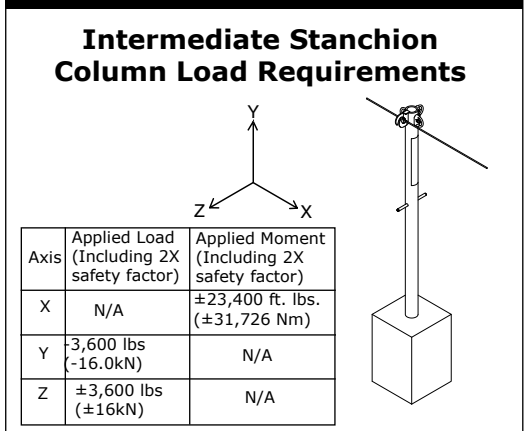 Intermediate Stanchion
Column Load Requirements
Y
Z
X
Axis
Applied Load
(Including 2X
safety factor)
Applied Moment
(Including 2X
safety factor)
X
N/A
±23,400 ft. lbs.
(±31,726 Nm)
Y
-3,600 lbs
(-16.0kN)
N/A
Z
±3,600 lbs
(±16kN)
N/A